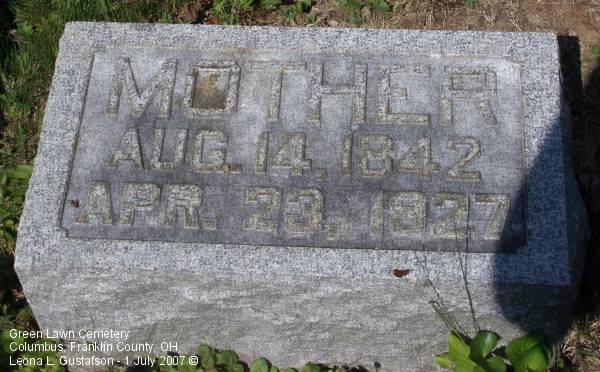 MOTHER
AUG. 14, 1842
APR. 23, 1927
Green Lawn Cemetery
Columbus, Franklin County, OH
Leona L. Gustafson - 1 July 2007 ©